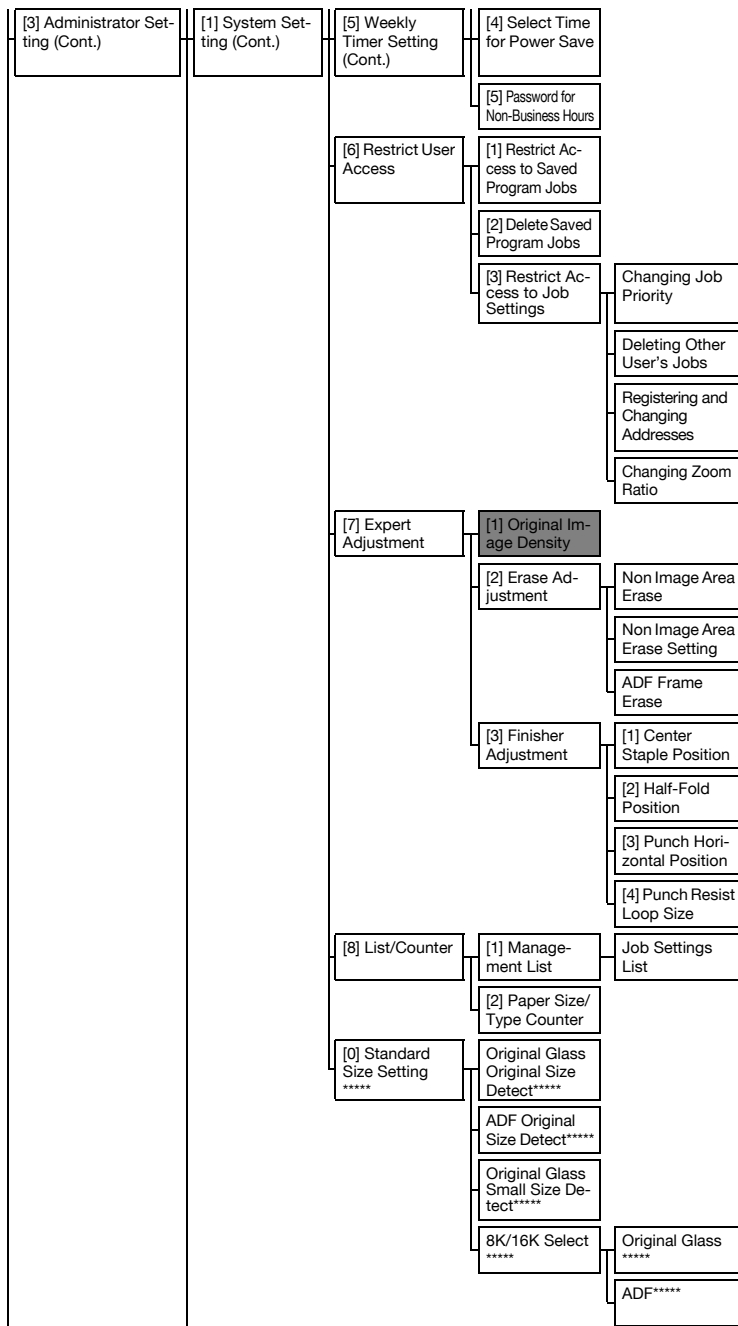 [3] Administrator Set-
ting (Cont.)
[1] System Set-
ting (Cont.)
[5] Weekly
Timer Setting
(Cont.)
[4] Select Time
for Power Save
[5] Password for
Non-Business Hours
[6] Restrict User
Access
[1] Restrict Ac-
cess to Saved
Program Jobs
[2] Delete Saved
Program Jobs
[3] Restrict Ac-
cess to Job
Settings
Changing Job
Priority
Deleting Other
User's Jobs
Registering and
Changing
Addresses
Changing Zoom
Ratio
[7] Expert
Adjustment
[1] Original Im-
age Density
[2] Erase Ad-
justment
Non Image Area
Erase
Non Image Area
Erase Setting
ADF Frame
Erase
[3] Finisher
Adjustment
[1] Center
Staple Position
[2] Half-Fold
Position
[3] Punch Hori-
zontal Position
[4] Punch Resist
Loop Size
[8] List/Counter
[1] Manage-
ment List
Job Settings
List
[2] Paper Size/
Type Counter
[0] Standard
Size Setting
*****
Original Glass
Original Size
Detect*****
ADF Original
Size Detect*****
Original Glass
Small Size De-
tect*****
8K/16K Select
*****
Original Glass
*****
ADF*****